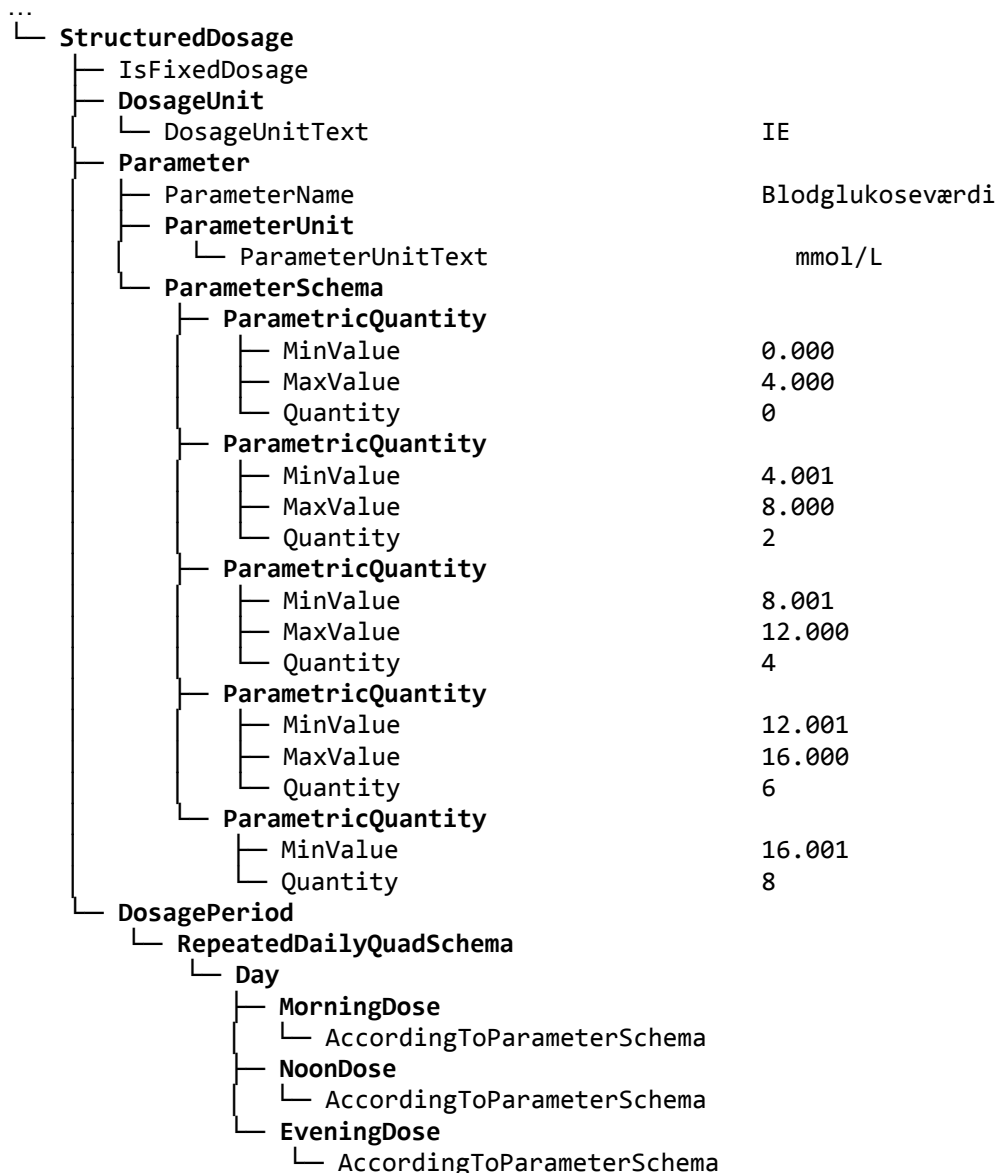 ...
└─ StructuredDosage
├─ IsFixedDosage
├─ DosageUnit
│ └─ DosageUnitText IE
├─ Parameter
│ ├─ ParameterName Blodglukoseværdi
│ ├─ ParameterUnit
│ │ └─ ParameterUnitText mmol/L
│ └─ ParameterSchema
│ ├─ ParametricQuantity
│ │ ├─ MinValue 0.000
│ │ ├─ MaxValue 4.000
│ │ └─ Quantity 0
│ ├─ ParametricQuantity
│ │ ├─ MinValue 4.001
│ │ ├─ MaxValue 8.000
│ │ └─ Quantity 2
│ ├─ ParametricQuantity
│ │ ├─ MinValue 8.001
│ │ ├─ MaxValue 12.000
│ │ └─ Quantity 4
│ ├─ ParametricQuantity
│ │ ├─ MinValue 12.001
│ │ ├─ MaxValue 16.000
│ │ └─ Quantity 6
│ └─ ParametricQuantity
│ ├─ MinValue 16.001
│ └─ Quantity 8
└─ DosagePeriod
└─ RepeatedDailyQuadSchema
└─ Day
├─ MorningDose
│ └─ AccordingToParameterSchema
├─ NoonDose
│ └─ AccordingToParameterSchema
└─ EveningDose
└─ AccordingToParameterSchema